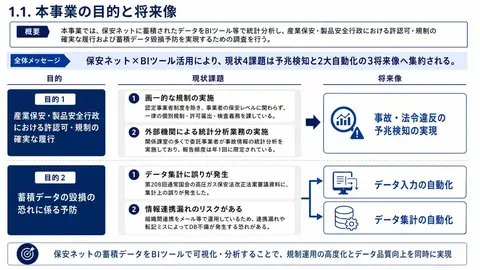 1.1. 本事業の目的と将来像
概要
本事業では、保安ネットに蓄積されたデータをBIツール等で統計分析し、産業保安・製品安全行政における許認可・規制の
確実な履行および蓄積データ毀損予防を実現するための調査を行う。
全体メッセージ
保安ネット×BIツール活用により、現状4課題は予兆検知と2大自動化の3将来像へ集約される。
目的
現状課題
将来像
目的 1
産業保安・製品安全行政
における許認可・規制の
確実な履行
1 画一的な規制の実施
認定事業者制度を除き、事業者の保安レベルに関わらず、
一律の個別規制・許可届出・検査義務を課している。
2 外部機関による統計分析業務の実施
関係課室の多くで委託事業者が事故情報の統計分析を
実施しており、報告頻度は年1回に限定されている。
事故・法令違反の
予兆検知の実現
目的 2
蓄積データの毀損の
恐れに係る予防
1 データ集計に誤りが発生
第208回通常国会の高圧ガス保安法改正法案審議資料に、
集計上の誤りが発生した。
2 情報連携漏れのリスクがある
組織間連携をメール等で運用しているため、連携漏れや
転記ミスによってDB不備が発生する恐れがある。
データ入力の自動化
データ集計の自動化
保安ネットの蓄積データをBIツールで可視化・分析することで、規制運用の高度化とデータ品質向上を同時に実現